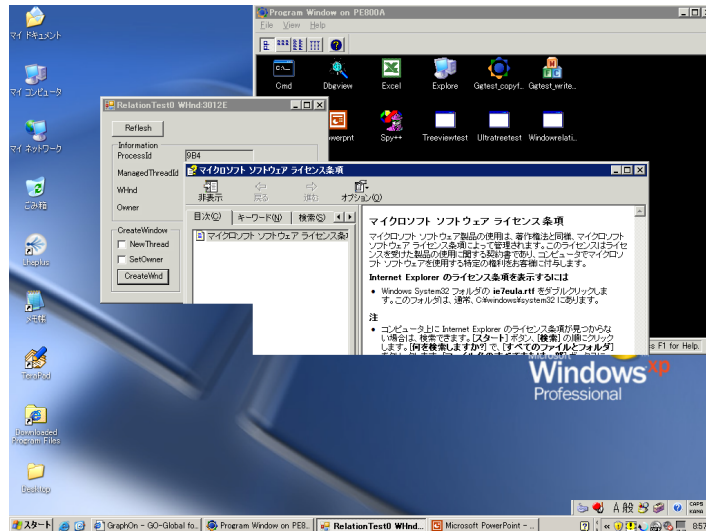 Program Window on PE800A
File View Help
マイ ドキュメント
マイ コンピュータ
マイ ネットワーク
ごみ箱
Lhaplus
メモ帳
TeraPad
Downloaded
Program Files
Desktop
Cmd
Dbgview
Excel
Explore
Ggtest_copyf..
Ggtest_write..
owerpnt
Spy++
Treeviewtest
Ultratreetest
Windowrelati..
RelationTest0 WHnd:3012E
Reflesh
Information
ProcessId
9B4
ManagedThreadId
WHnd
Owner
CreateWindow
NewThread
SetOwner
CreateWnd
マイクロソフト ソフトウェア ライセンス条項
非表示 戻る 進む オプション(O)
目次(C) キーワード(N) 検索(S)
マイクロソフト ソフトウェア ライセンス条項
マイクロソフト ソフトウェア ライセンス条項
マイクロソフト ソフトウェア製品の使用は、著作権法と同様、マイクロソフト
ソフトウェア ライセンス条項によって管理されます。このライセンスはライセ
ンスを受けた製品の使用に関する契約書であり、コンピュータでマイクロソ
フト ソフトウェアを使用する特定の権利をお客様に付与します。
Internet Explorer のライセンス条項を表示するには
• Windows System32 フォルダの ie7eula.rtf をダブルクリックしま
す。このフォルダは、通常、C:¥windows¥system32 にあります。
注
• コンピュータ上に Internet Explorer のライセンス条項が見つからな
い場合は、検索できます。[スタート] ボタン、[検索] の順にクリック
します。[何を検索しますか?] で、[すべてのファイルとフォルダ]
s F1 for Help.
Microsoft
Windows xp
Professional
A 般
CAPS
KANA
スタート
GraphOn - GO-Global fo..
Program Window on PE8..
RelationTest0 WHnd...
Microsoft PowerPoint - ..
8:57